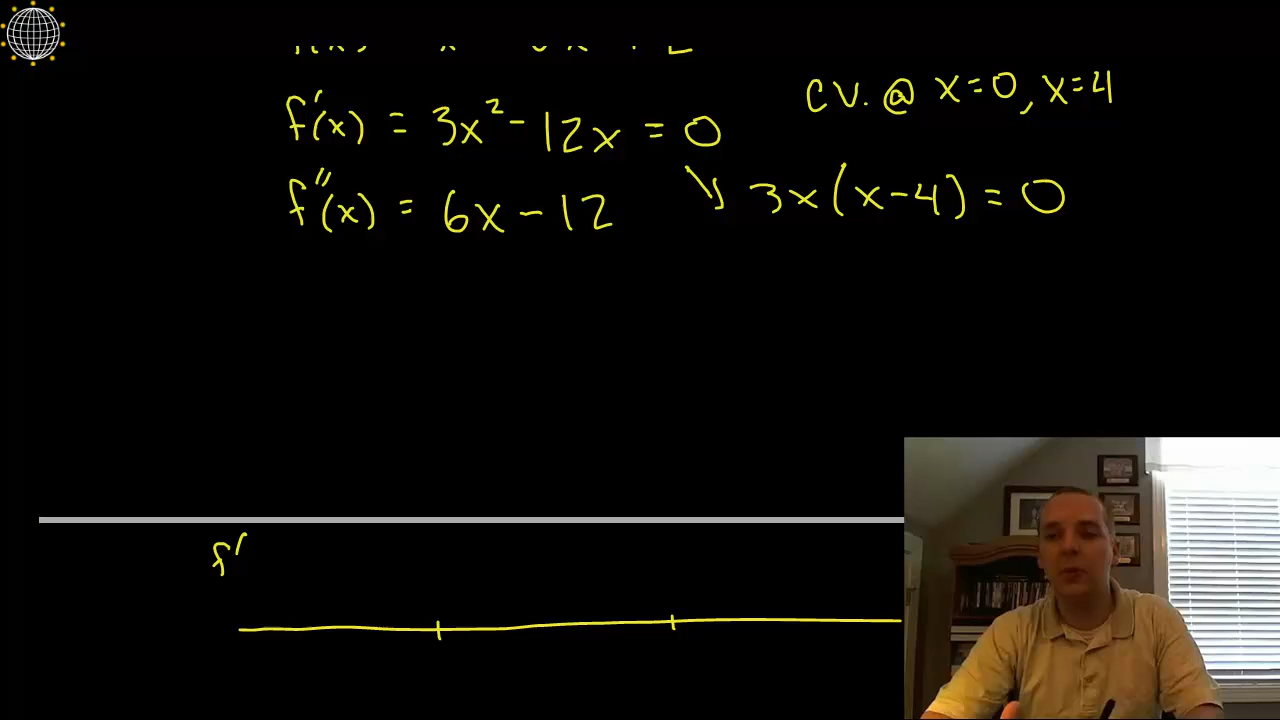 f'(x) = 3x² - 12x = 0
C.V. @ x=0, x=4
f''(x) = 6x - 12
3x(x-4) = 0
f'